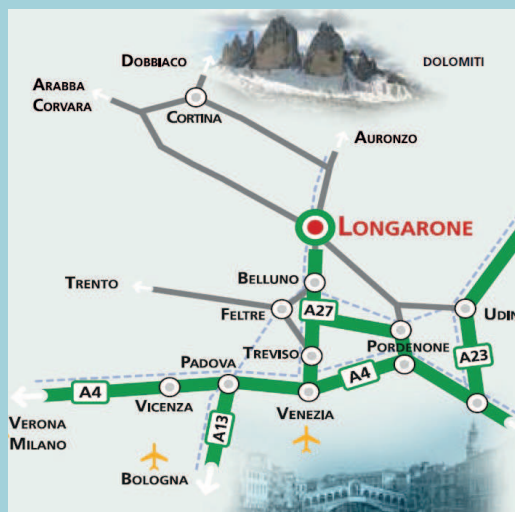 DOBBIACO
DOLOMITI
ARABBA
CORVARA
CORTINA
AURONZO
LONGARONE
BELLUNO
TRENTO
FELTRE
A27
UDIN
PORDENONE
TREVISO
A23
PADOVA
A4
A4
VICENZA
VENEZIA
VERONA
MILANO
A13
BOLOGNA